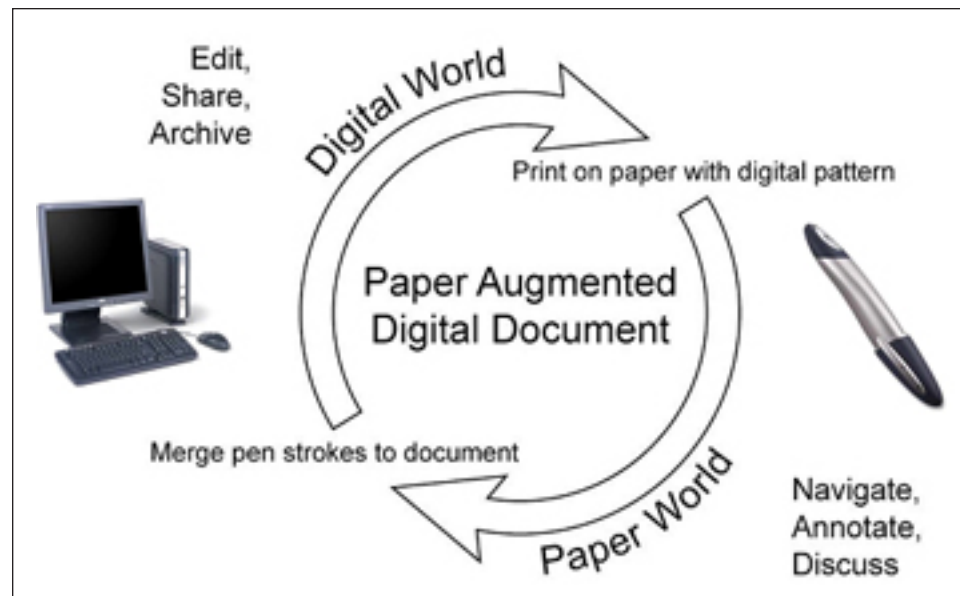 Edit,
Share,
Archive
Digital World
Print on paper with digital pattern
Paper Augmented
Digital Document
Merge pen strokes to document
Paper World
Navigate,
Annotate,
Discuss